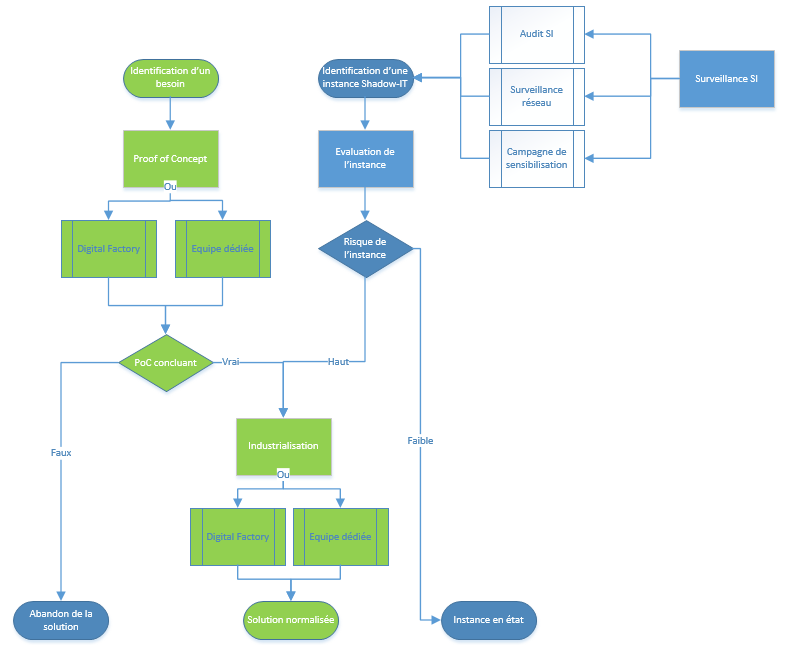 Audit SI
Identification d'un
besoin
Identification d'une
instance Shadow-IT
Surveillance SI
Surveillance
réseau
Proof of Concept
Ou
Evaluation de
l'instance
Campagne de
sensibilisation
Digital Factory
Equipe dédiée
Risque de
l'instance
PoC concluant
Vrai
Haut
Faux
Faible
Industrialisation
Ou
Digital Factory
Equipe dédiée
Abandon de la
solution
Solution normalisée
Instance en état